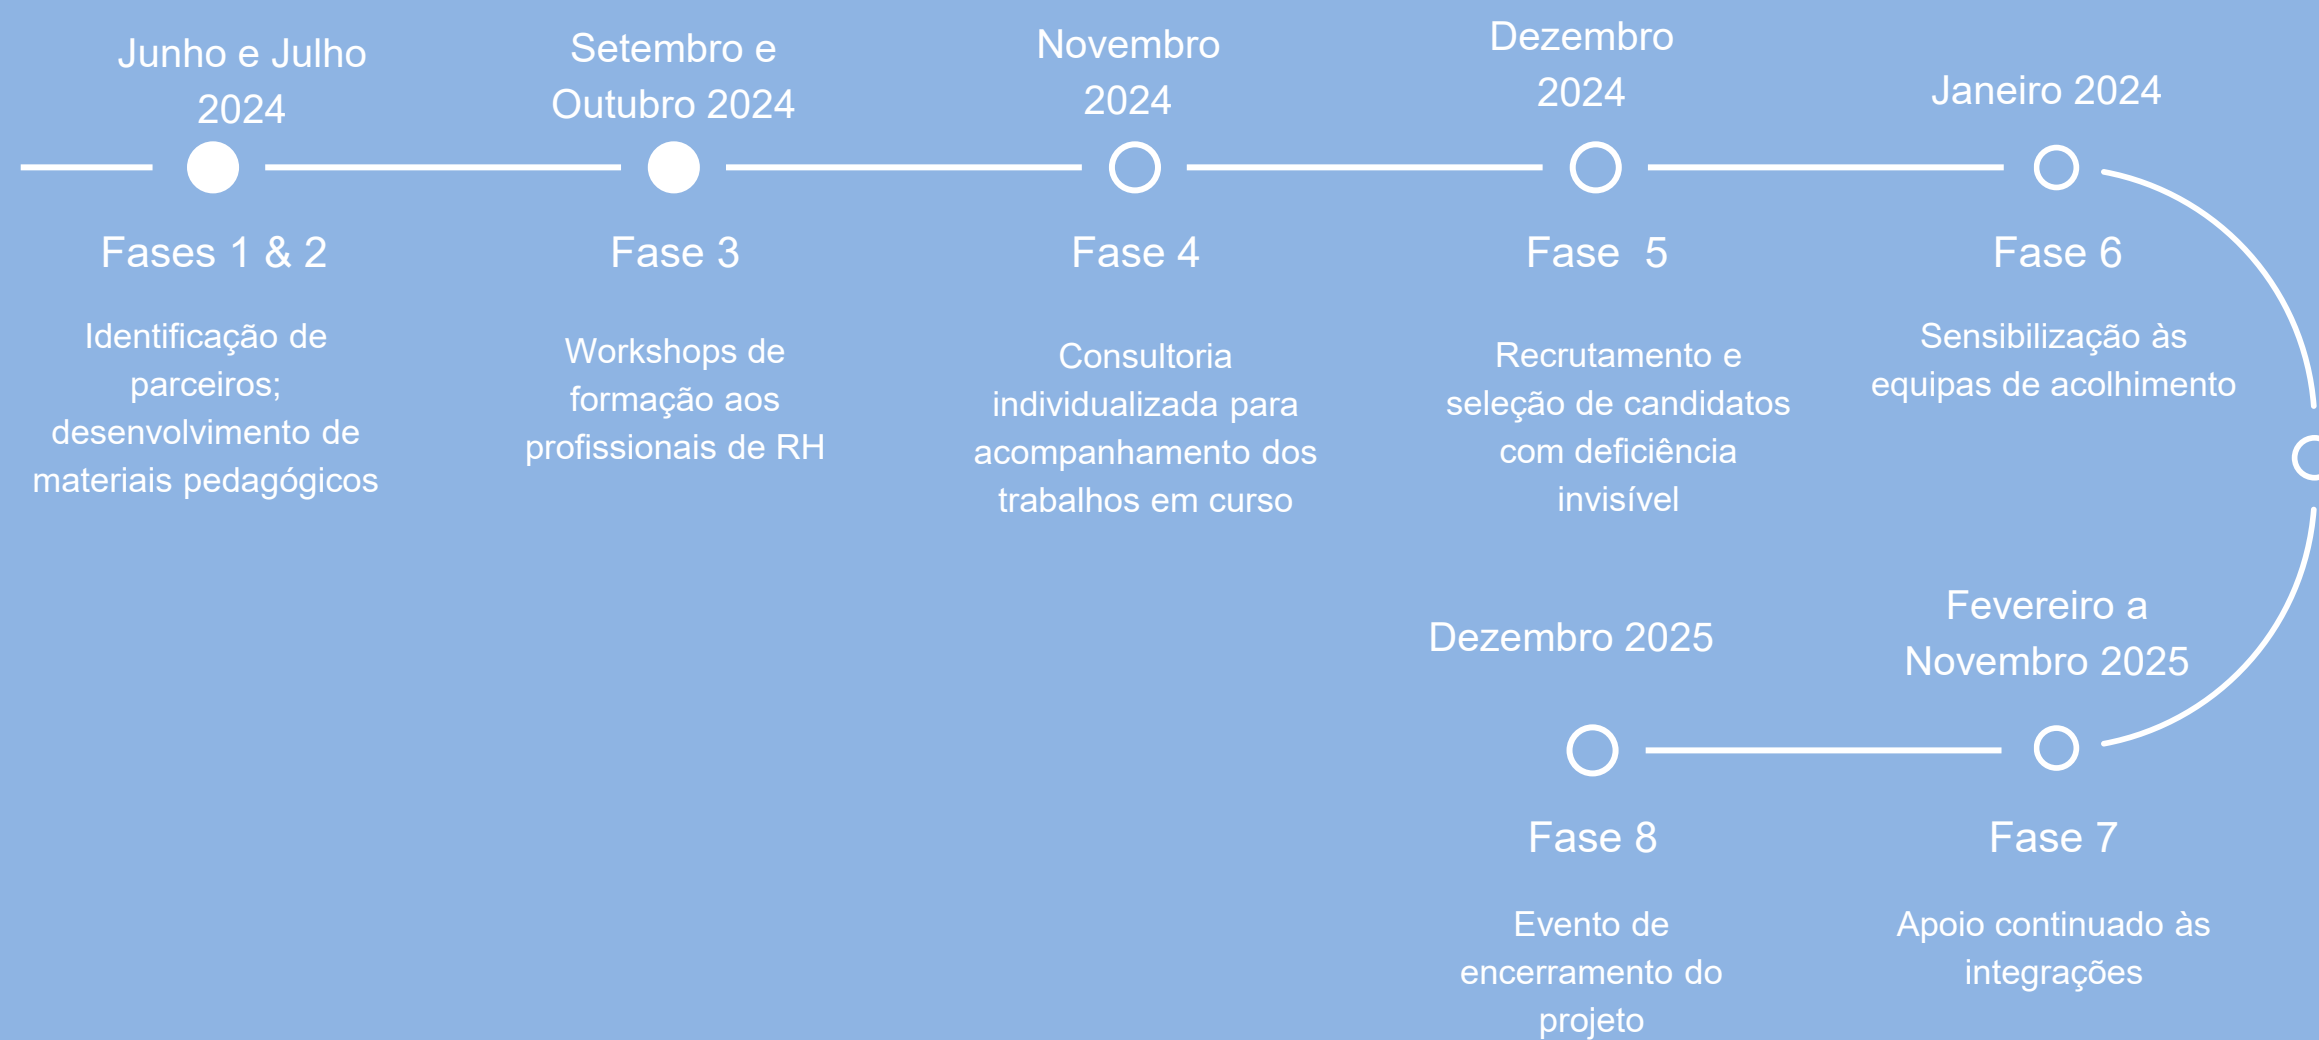 Junho e Julho
2024
Fases 1 & 2
Identificação de
parceiros;
desenvolvimento de
materiais pedagógicos
Setembro e
Outubro 2024
Fase 3
Workshops de
formação aos
profissionais de RH
Novembro
2024
Fase 4
Consultoria
individualizada para
acompanhamento dos
trabalhos em curso
Dezembro
2024
Fase  5
Recrutamento e
seleção de candidatos
com deficiência
invisível
Janeiro 2024
Fase 6
Sensibilização às
equipas de acolhimento
Fevereiro a
Novembro 2025
Fase 7
Apoio continuado às
integrações
Dezembro 2025
Fase 8
Evento de
encerramento do
projeto